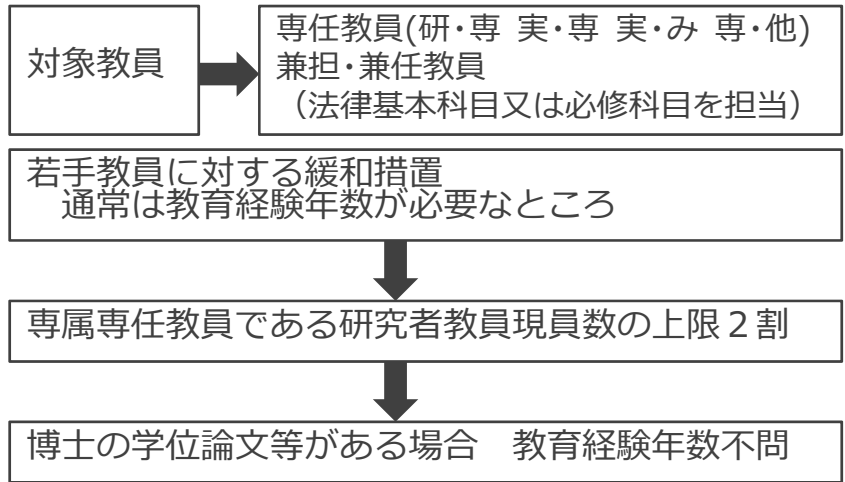 対象教員
専任教員(研・専 実・専 実・み 専・他)
兼担・兼任教員
（法律基本科目又は必修科目を担当）
若手教員に対する緩和措置
通常は教育経験年数が必要なところ
専属専任教員である研究者教員現員数の上限２割
博士の学位論文等がある場合　教育経験年数不問